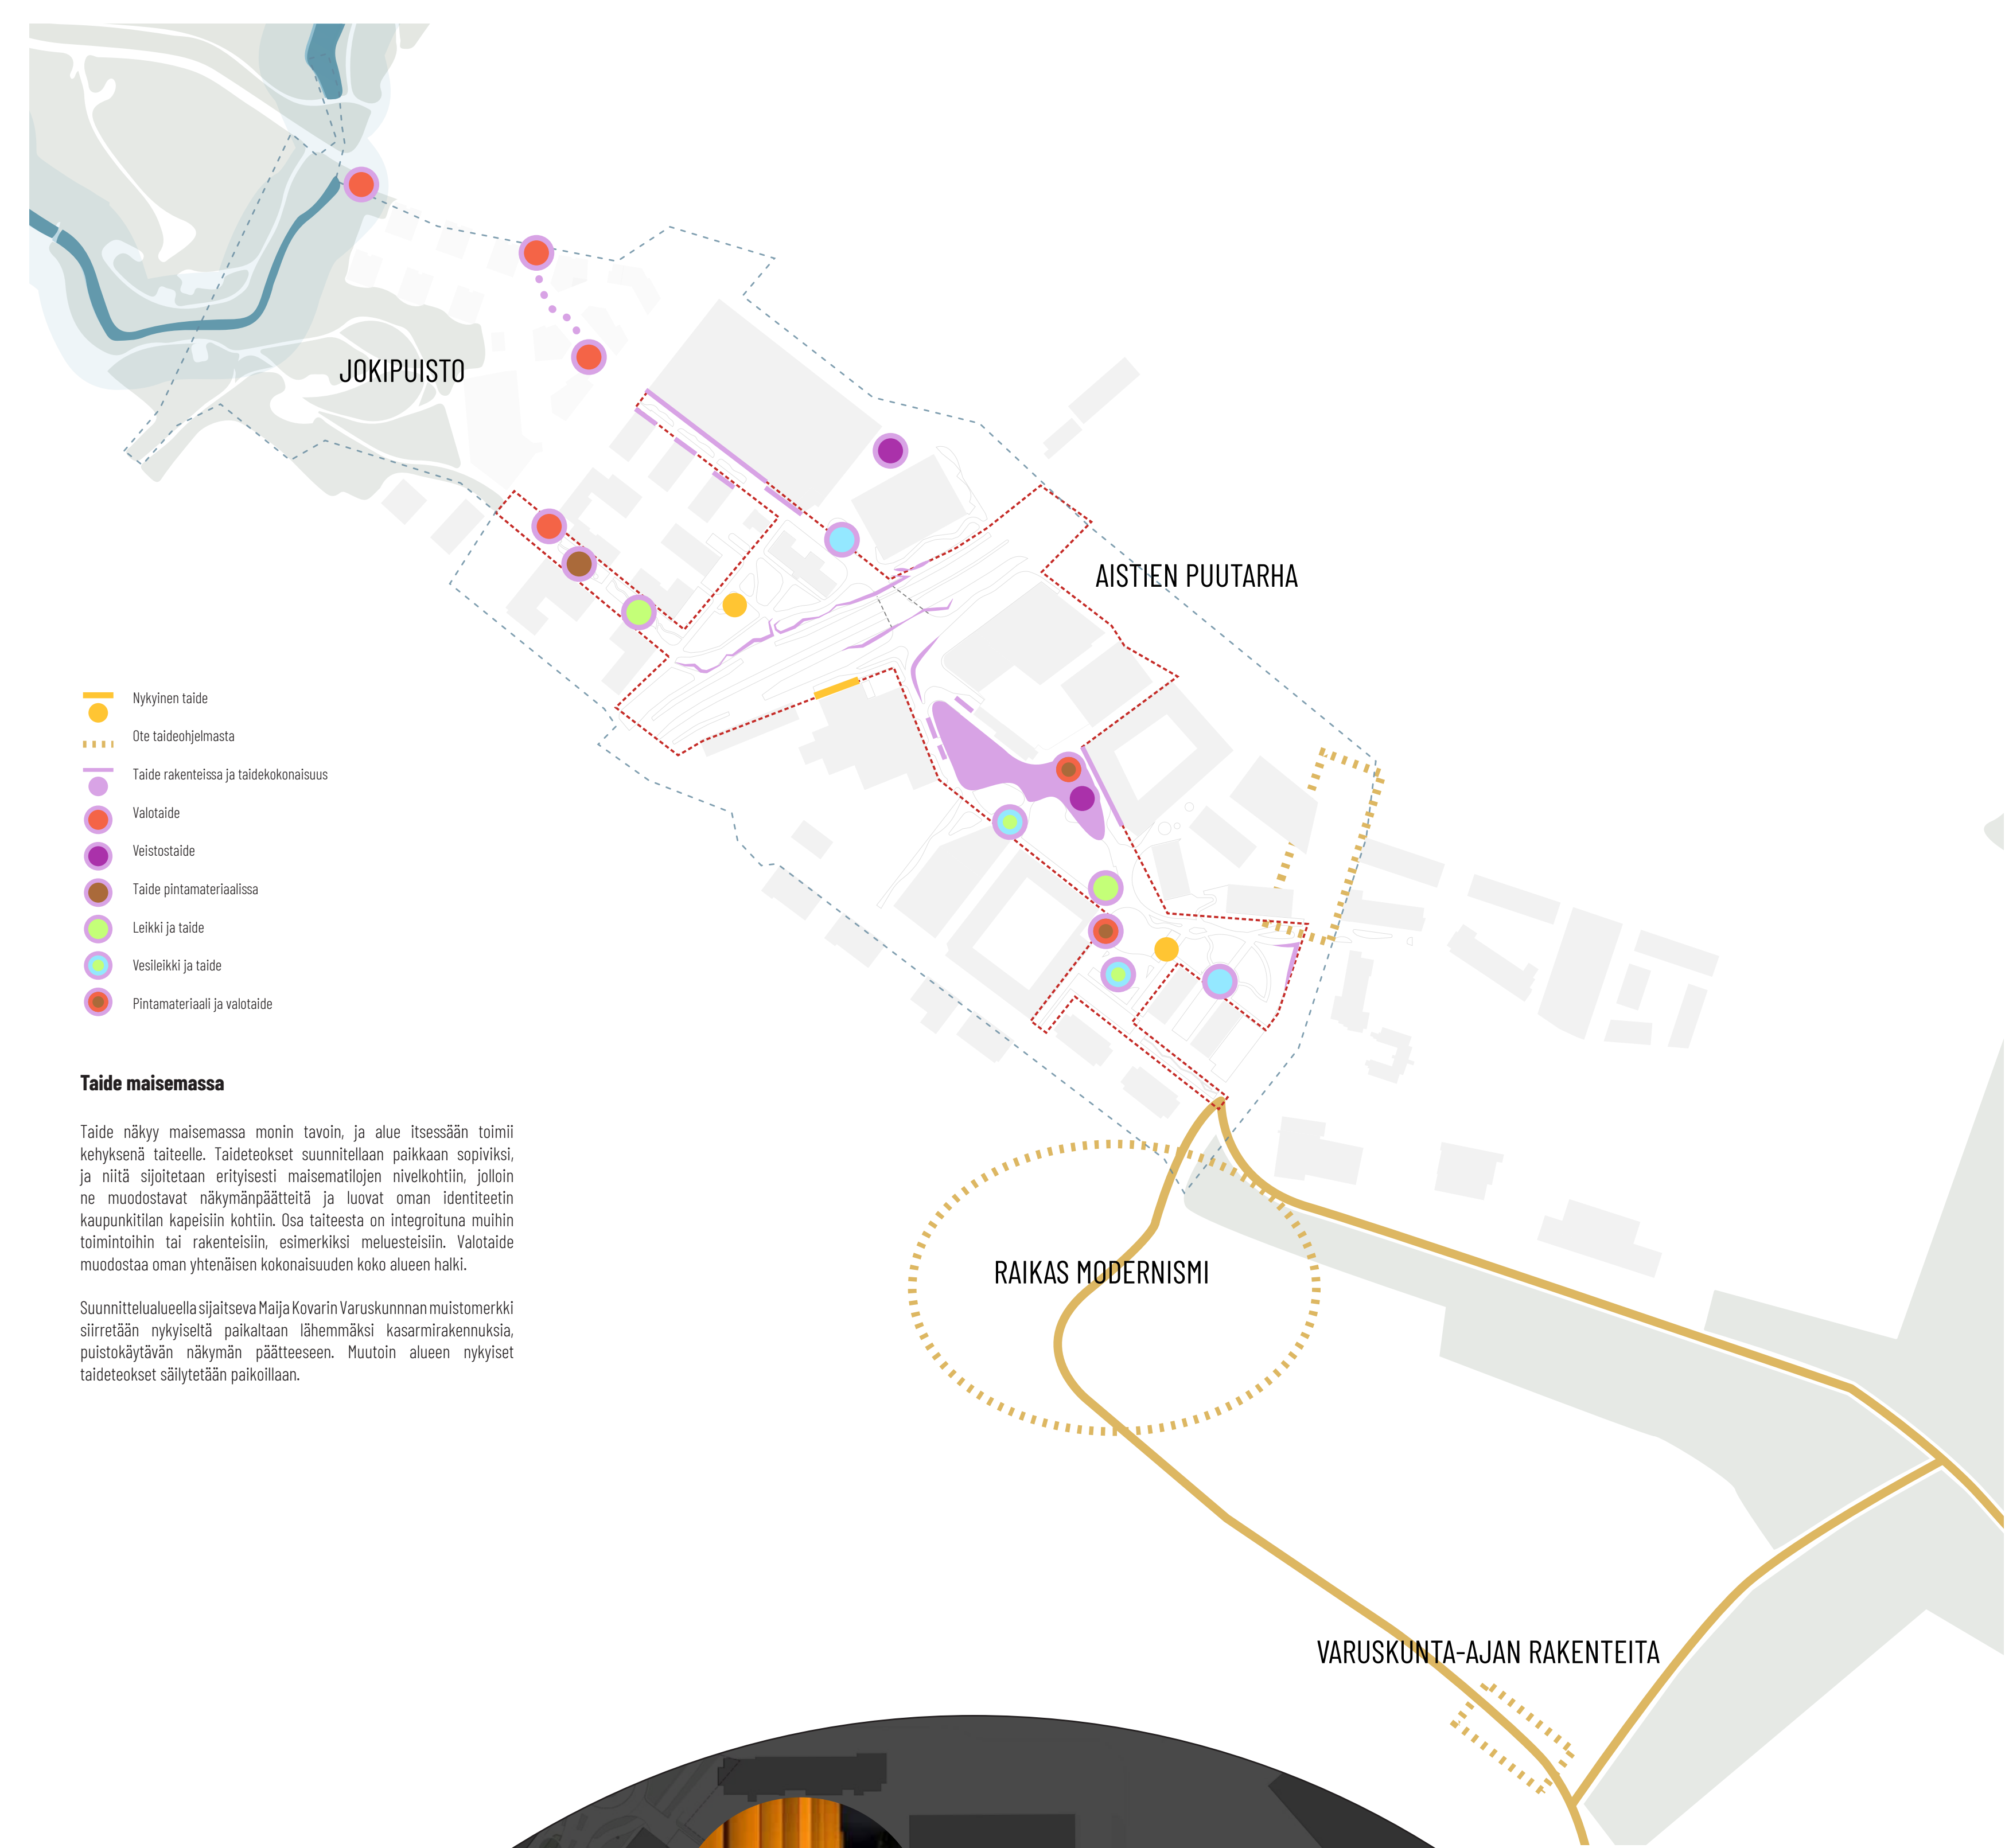 JOKIPUISTO
AISTIEN PUUTARHA
Nykyinen taide
Ote taideohjelmasta
Taide rakenteissa ja taidekokonaisuus
Valotaide
Veistostaide
Taide pintamateriaalissa
Leikki ja taide
Vesileikki ja taide
Pintamateriaali ja valotaide
Taide maisemassa
Taide näkyy maisemassa monin tavoin, ja alue itsessään toimii
kehyksenä taiteelle. Taideteokset suunnitellaan paikkaan sopiviksi,
ja niitä sijoitetaan erityisesti maisematilojen nivelkohtiin, jolloin
ne muodostavat näkymänpäätteitä ja luovat oman identiteetin
kaupunkitilan kapeisiin kohtiin. Osa taiteesta on integroituna muihin
toimintoihin tai rakenteisiin, esimerkiksi meluesteisiin. Valotaide
muodostaa oman yhtenäisen kokonaisuuden koko alueen halki.
Suunnittelualueella sijaitseva Maija Kovarin Varuskunnnan muistomerkki
siirretään nykyiseltä paikaltaan lähemmäksi kasarmirakennuksia,
puistokäytävän näkymän päätteeseen. Muutoin alueen nykyiset
taideteokset säilytetään paikoillaan.
RAIKAS MODERNISMI
VARUSKUNTA-AJAN RAKENTEITA